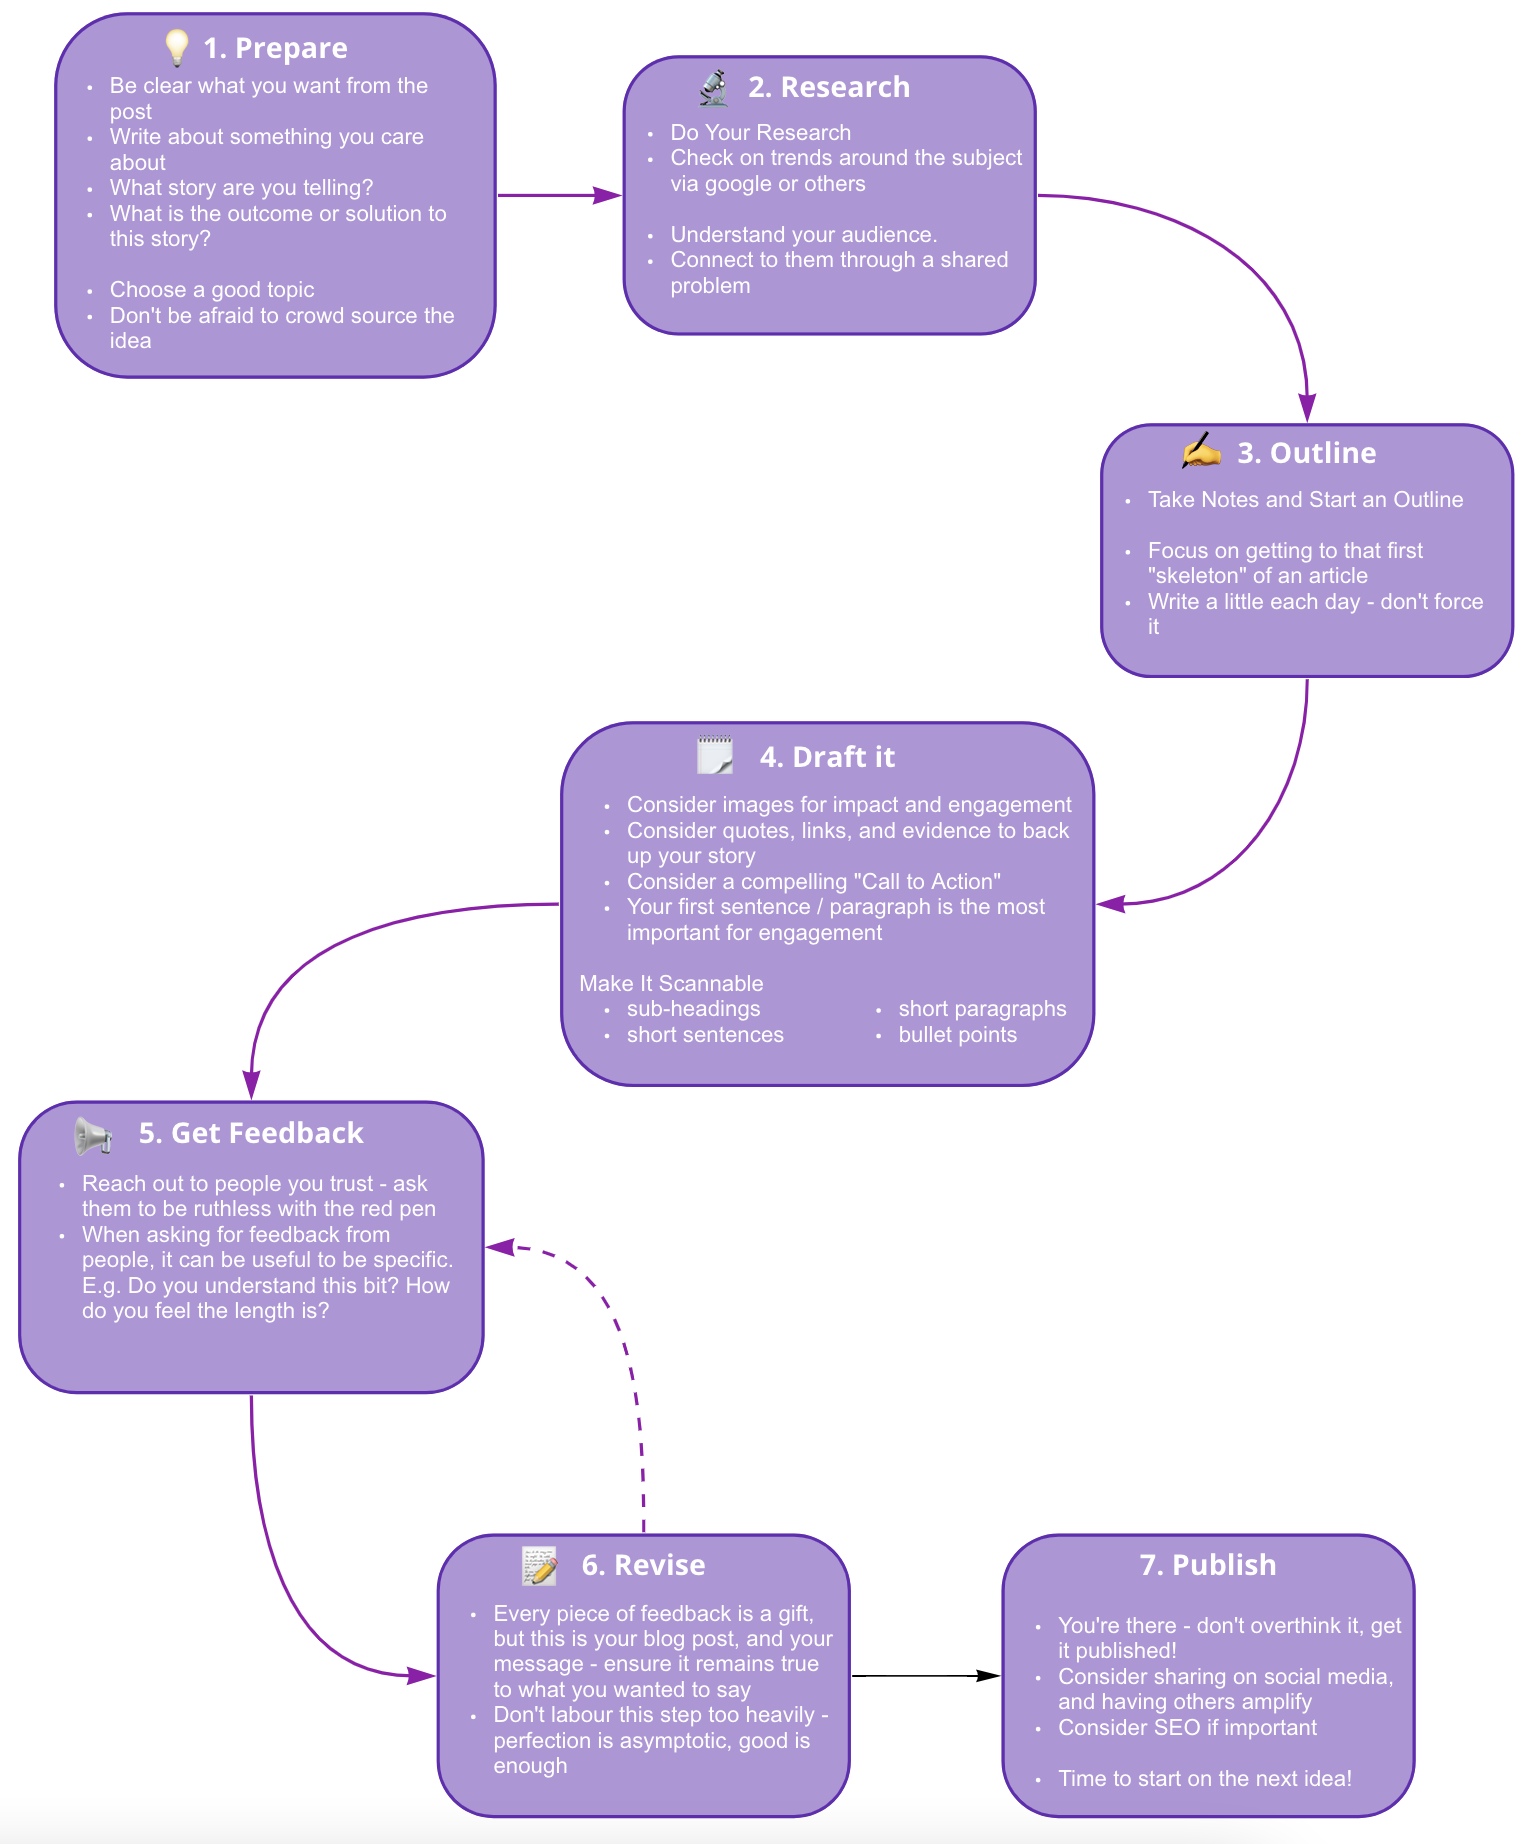 1. Prepare
• Be clear what you want from the
post
• Write about something you care
about
• What story are you telling?
• What is the outcome or solution to
this story?
• Choose a good topic
• Don't be afraid to crowd source the
idea
2. Research
• Do Your Research
• Check on trends around the subject
via google or others
• Understand your audience.
• Connect to them through a shared
problem
3. Outline
• Take Notes and Start an Outline
• Focus on getting to that first
"skeleton" of an article
• Write a little each day - don't force
it
4. Draft it
• Consider images for impact and engagement
• Consider quotes, links, and evidence to back
up your story
• Consider a compelling "Call to Action"
• Your first sentence / paragraph is the most
important for engagement
Make It Scannable
• sub-headings
• short sentences
• short paragraphs
• bullet points
5. Get Feedback
• Reach out to people you trust - ask
them to be ruthless with the red pen
• When asking for feedback from
people, it can be useful to be specific.
E.g. Do you understand this bit? How
do you feel the length is?
6. Revise
• Every piece of feedback is a gift,
but this is your blog post, and your
message - ensure it remains true
to what you wanted to say
• Don't labour this step too heavily -
perfection is asymptotic, good is
enough
7. Publish
• You're there - don't overthink it, get
it published!
• Consider sharing on social media,
and having others amplify
• Consider SEO if important
• Time to start on the next idea!